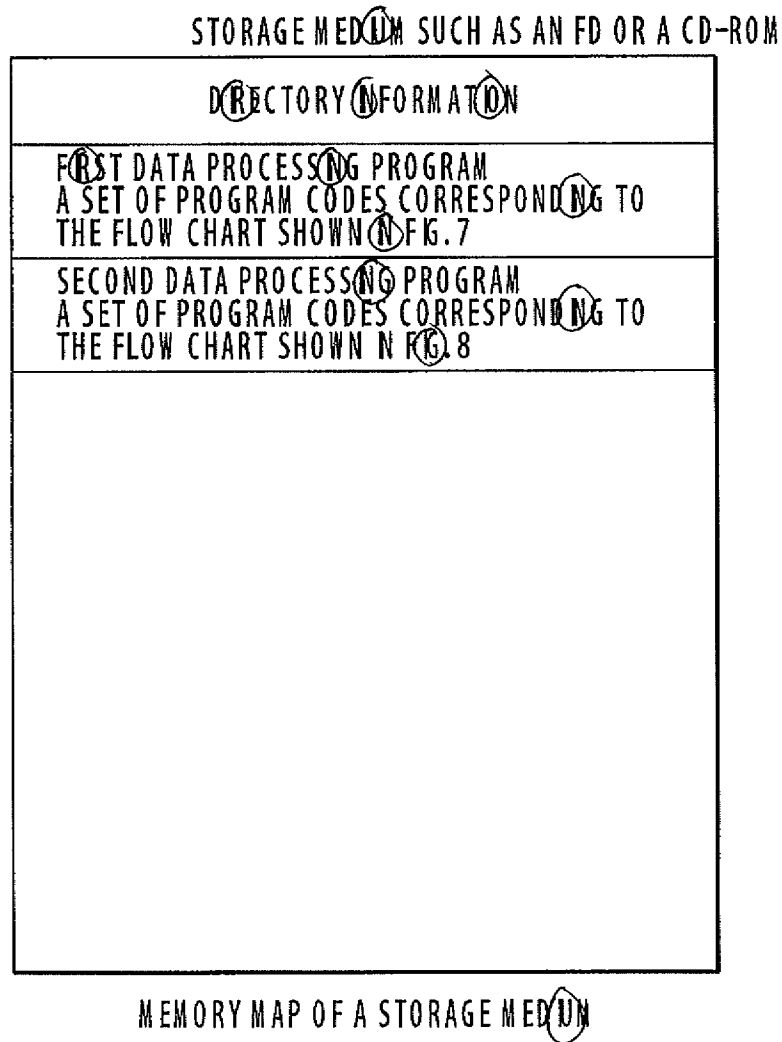 STORAGE MEDIUM SUCH AS AN FD OR A CD-ROM
DIRECTORY INFORMATION
FIRST DATA PROCESSING PROGRAM
A SET OF PROGRAM CODES CORRESPONDING TO
THE FLOW CHART SHOWN IN FIG.7
SECOND DATA PROCESSING PROGRAM
A SET OF PROGRAM CODES CORRESPONDING TO
THE FLOW CHART SHOWN IN FIG.8
MEMORY MAP OF A STORAGE MEDIUM